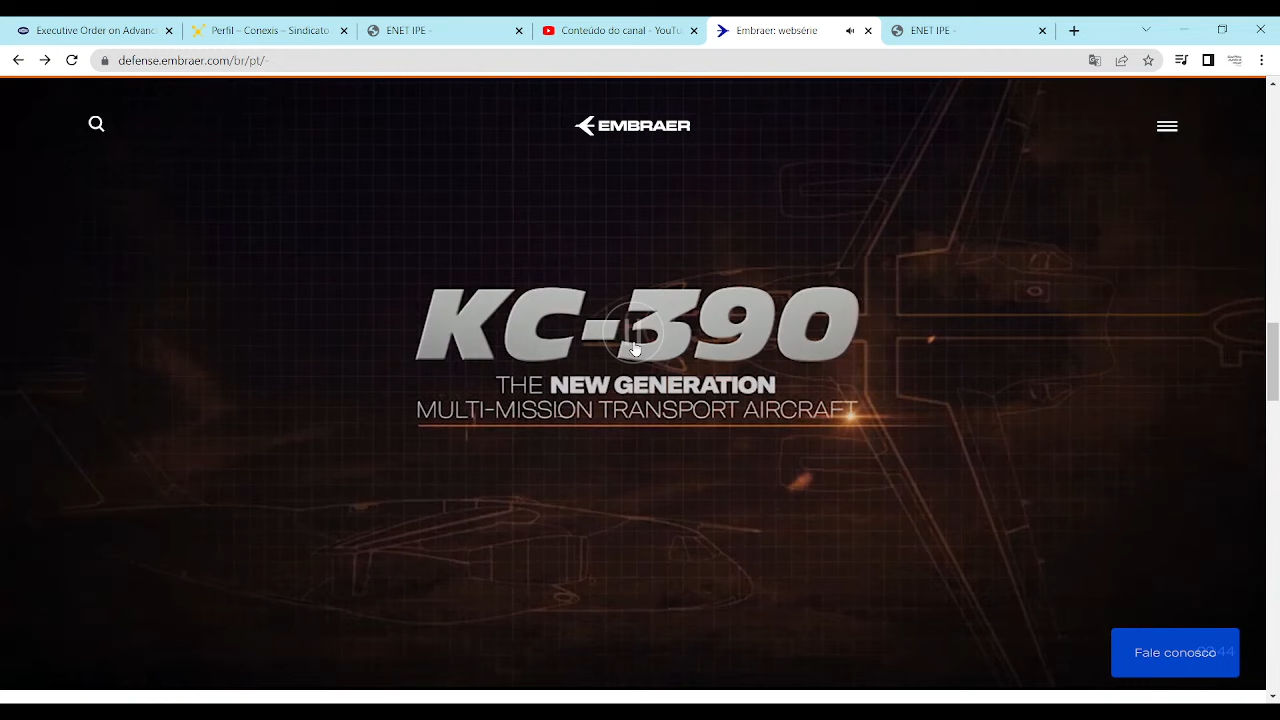 Executive Order on Advanc
Perfil – Conexis – Sindicato
ENET IPE -
Conteúdo do canal - YouTu
Embraer: websérie
ENET IPE -
defense.embraer.com/br/pt/-
EMBRAER
KC-390
THE NEW GENERATION
MULTI-MISSION TRANSPORT AIRCRAFT
Fale conosco